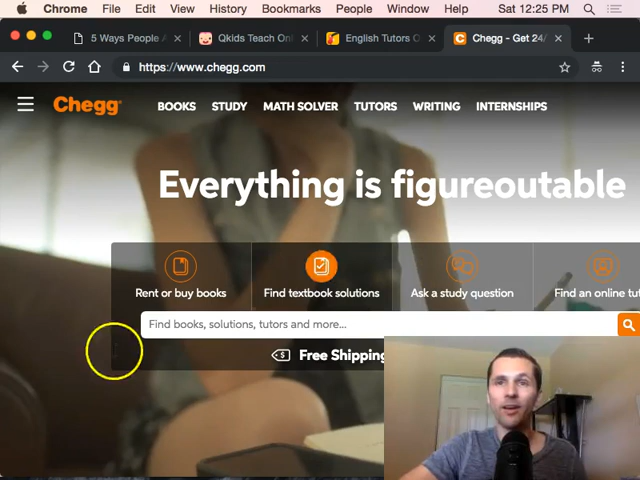 Chrome File Edit View History Bookmarks People Window Help Sat 12:25 PM
5 Ways People Qkids Teach Onl English Tutors O Chegg - Get 24/
https://www.chegg.com
Chegg BOOKS STUDY MATH SOLVER TUTORS WRITING INTERNSHIPS
Everything is figureoutable
Rent or buy books Find textbook solutions Ask a study question Find an online tut
Find books, solutions, tutors and more...
$ Free Shipping